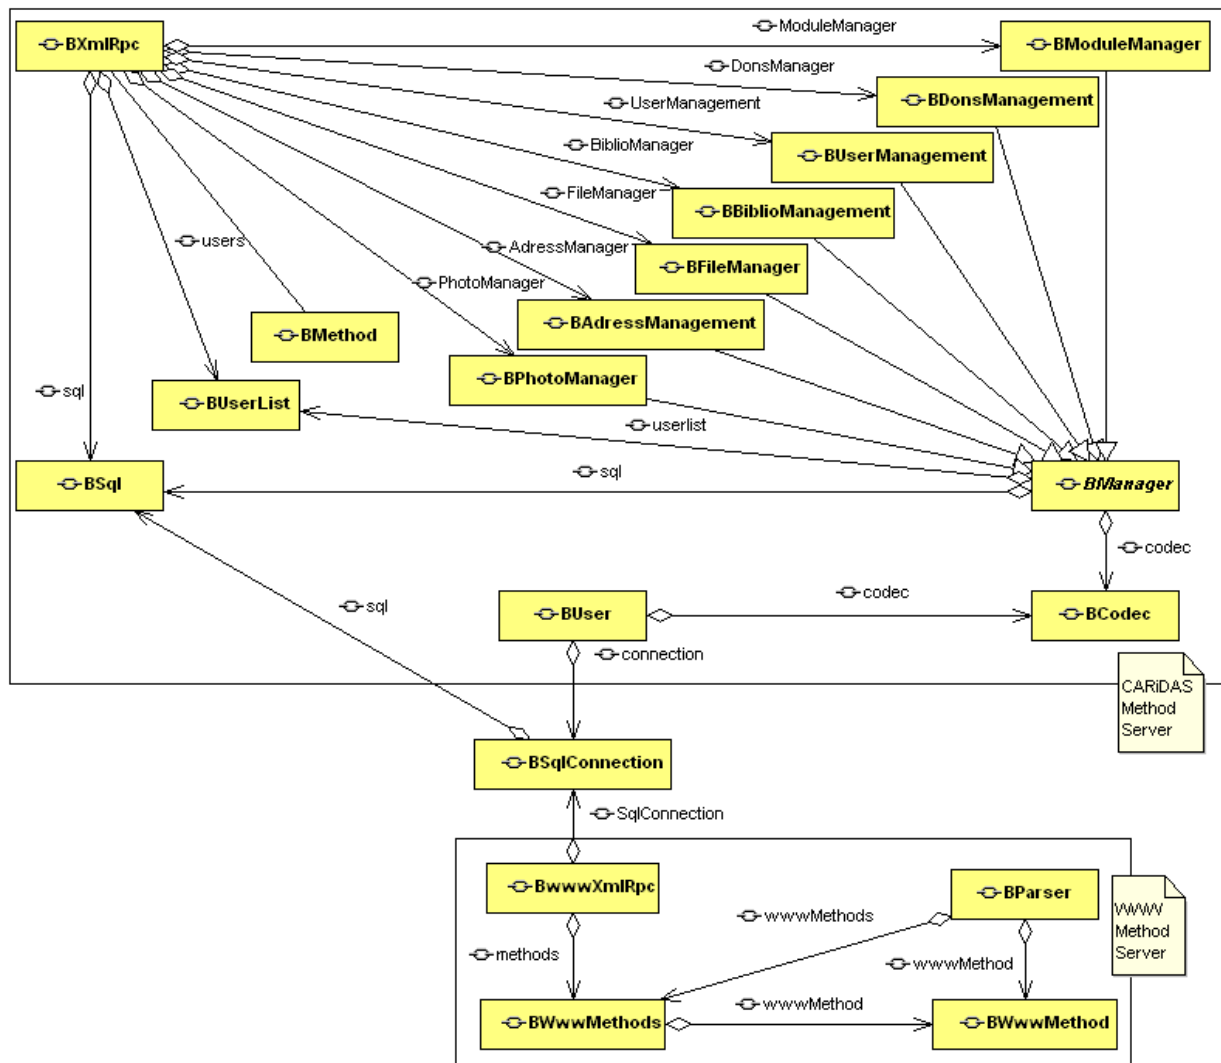 BXmlRpc
ModuleManager
BModuleManager
DonsManager
BDonsManagement
UserManagement
BUserManagement
BiblioManager
BBiblioManagement
FileManager
BFileManager
users
AdressManager
PhotoManager
BAdressManagement
BMethod
BPhotoManager
sql
BUserList
userlist
BSql
sql
BManager
codec
sql
BUser
codec
BCodec
connection
CARiDAS
Method
Server
BSqlConnection
SqlConnection
BwwwXmlRpc
BParser
wwwMethods
WWW
Method
Server
methods
wwwMethod
BWwwMethods
wwwMethod
BWwwMethod